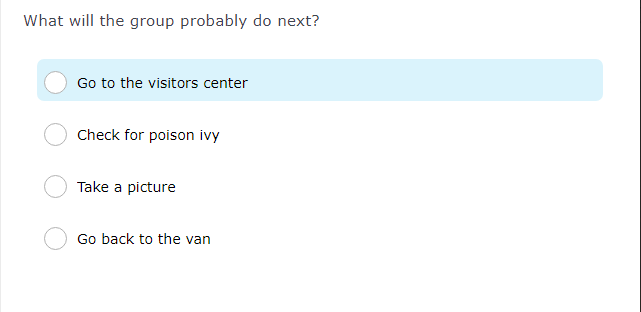 What will the group probably do next?
Go to the visitors center
Check for poison ivy
Take a picture
Go back to the van